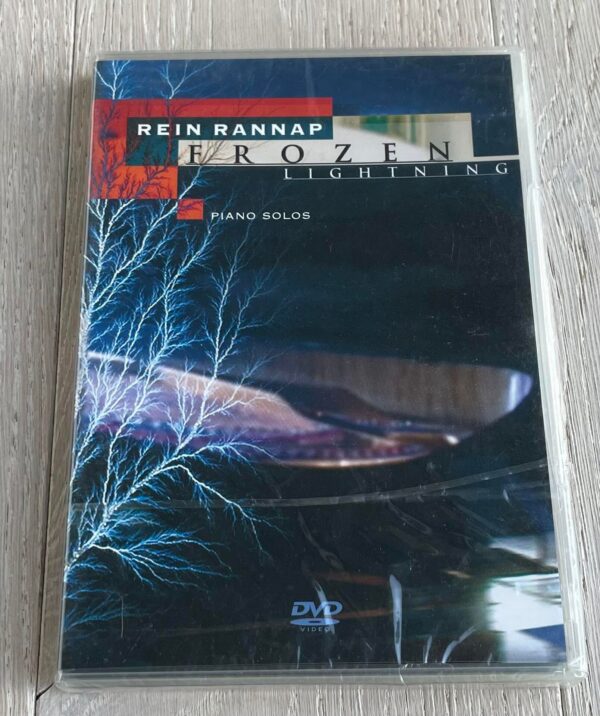 REIN RANNAP
FROZEN
LIGHTNING
PIANO SOLOS
DVD
VIDEO